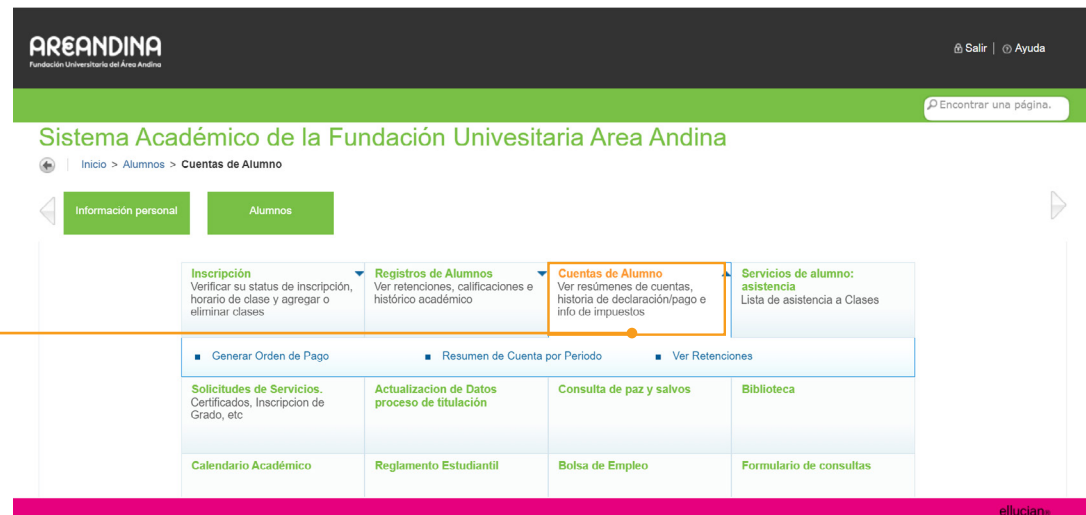 AREANDINA
Fundación Universitaria del Área Andina
Salir | Ayuda
Encontrar una página.
Sistema Académico de la Fundación Univesitaria Area Andina
Inicio > Alumnos > Cuentas de Alumno
Información personal
Alumnos
Inscripción
Verificar su status de inscripción,
horario de clase y agregar o
eliminar clases
Registros de Alumnos
Ver retenciones, calificaciones e
histórico académico
Cuentas de Alumno
Ver resúmenes de cuentas,
historia de declaración/pago e
info de impuestos
Servicios de alumno:
asistencia
Lista de asistencia a Clases
Generar Orden de Pago
Resumen de Cuenta por Periodo
Ver Retenciones
Solicitudes de Servicios.
Certificados, Inscripcion de
Grado, etc
Actualizacion de Datos
proceso de titulación
Consulta de paz y salvos
Biblioteca
Calendario Académico
Reglamento Estudiantil
Bolsa de Empleo
Formulario de consultas
ellucian